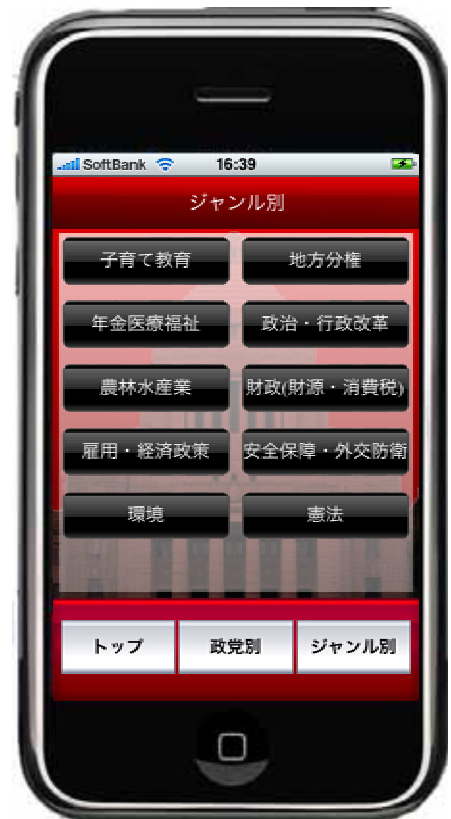 SoftBank 16:39
ジャンル別
子育て教育 地方分権
年金医療福祉 政治・行政改革
農林水産業 財政(財源・消費税)
雇用・経済政策 安全保障・外交防衛
環境 憲法
トップ 政党別 ジャンル別